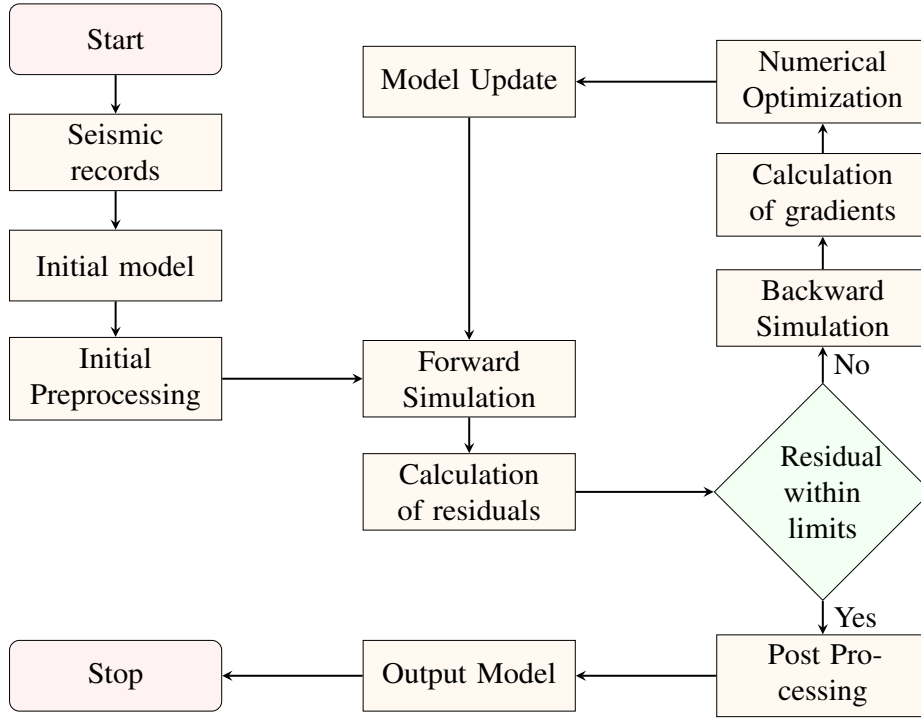 Start
Seismic
records
Initial model
Initial
Preprocessing
Model Update
Forward
Simulation
Calculation
of residuals
Numerical
Optimization
Calculation
of gradients
Backward
Simulation
No
Residual
within
limits
Yes
Post Pro-
cessing
Output Model
Stop